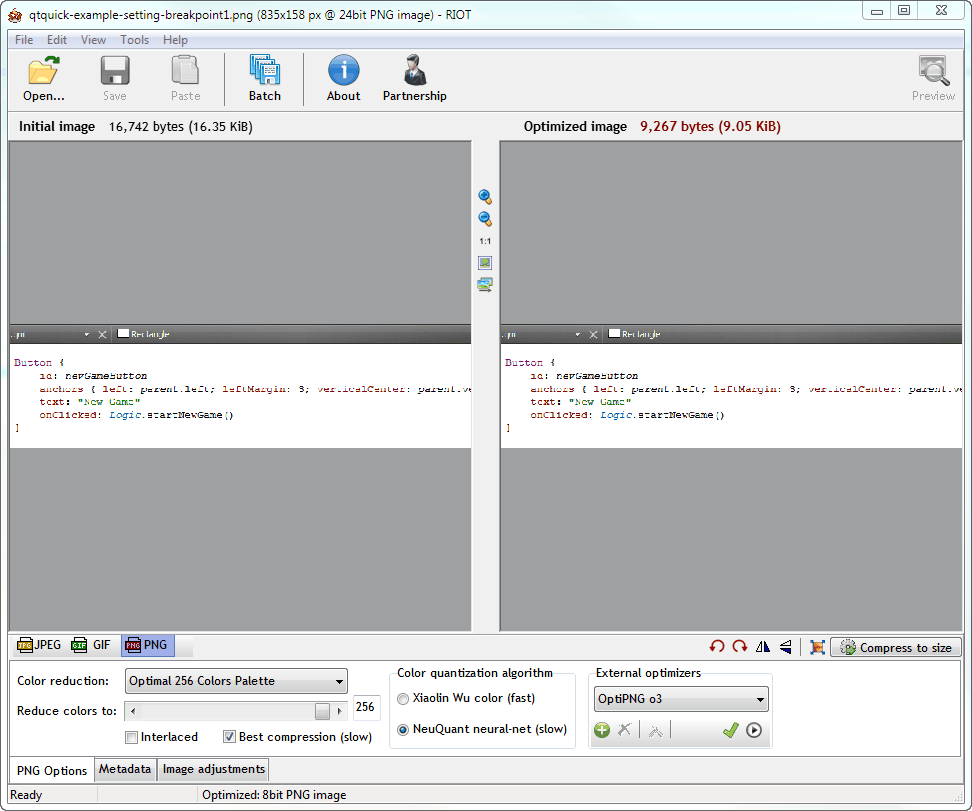 qtquick-example-setting-breakpoint1.png (835x158 px @ 24bit PNG image) - RIOT
File Edit View Tools Help
Open... Save Paste Batch About Partnership Preview
Initial image 16,742 bytes (16.35 KiB) Optimized image 9,267 bytes (9.05 KiB)
1:1
Rectangle
Button {
id: newGameButton
anchors { left: parent.left; leftMargin: 3; verticalCenter: parent.ve
text: "New Game"
onClicked: Logic.startNewGame()
}
Rectangle
Button {
id: newGameButton
anchors { left: parent.left; leftMargin: 3; verticalCenter: parent.ve
text: "New Game"
onClicked: Logic.startNewGame()
}
JPEG GIF PNG Compress to size
Color reduction: Optimal 256 Colors Palette
Reduce colors to: 256
Interlaced Best compression (slow)
Color quantization algorithm
Xiaolin Wu color (fast)
NeuQuant neural-net (slow)
External optimizers
OptiPNG o3
PNG Options Metadata Image adjustments
Ready Optimized: 8bit PNG image